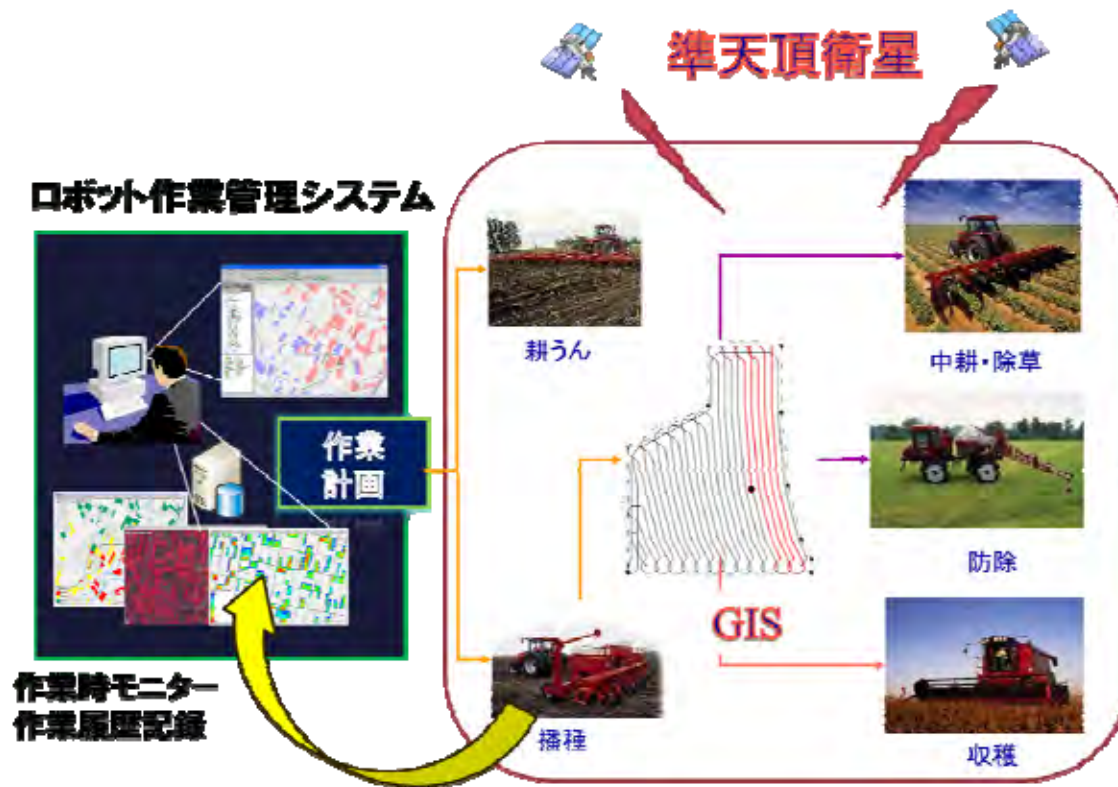 準天頂衛星
ロボット作業管理システム
耕うん
中耕・除草
作業
計画
防除
GIS
作業時モニター
作業履歴記録
播種
収穫